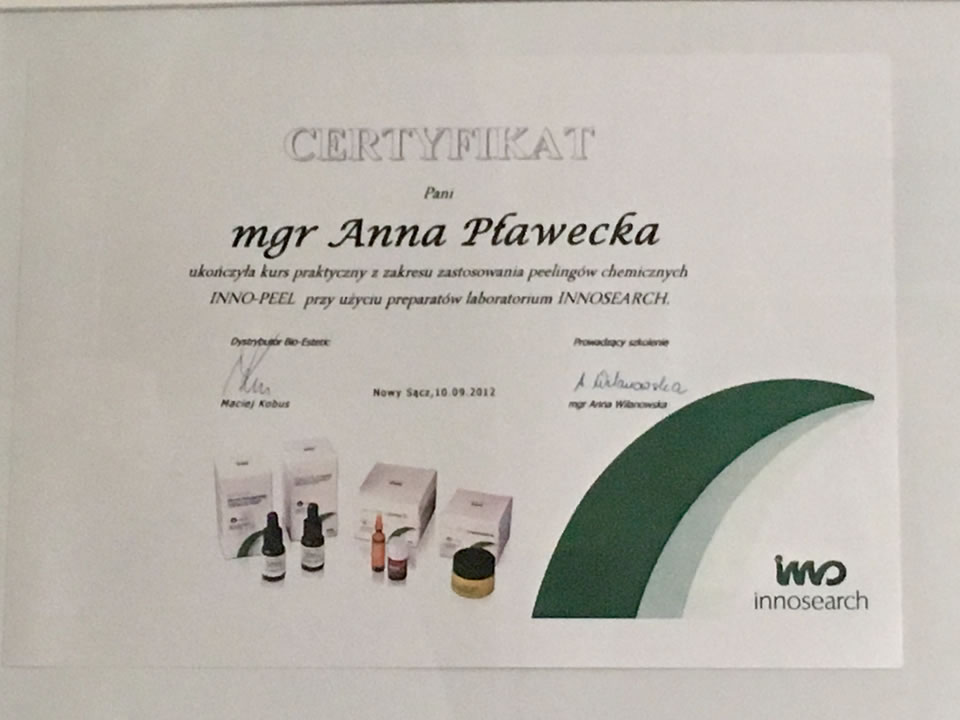 CERTYFIKAT
Pani
mgr Anna Pławecka
ukończyła kurs praktyczny z zakresu zastosowania peelingów chemicznych
INNO-PEEL przy użyciu preparatów laboratorium INNOSEARCH.
Dystrybutor Bio-Estetic
Prowadzący szkolenie
A. Wilanowska
Nowy Sącz,10.09.2012
Maciej Kobus
mgr Anna Wilanowska
inno
innosearch